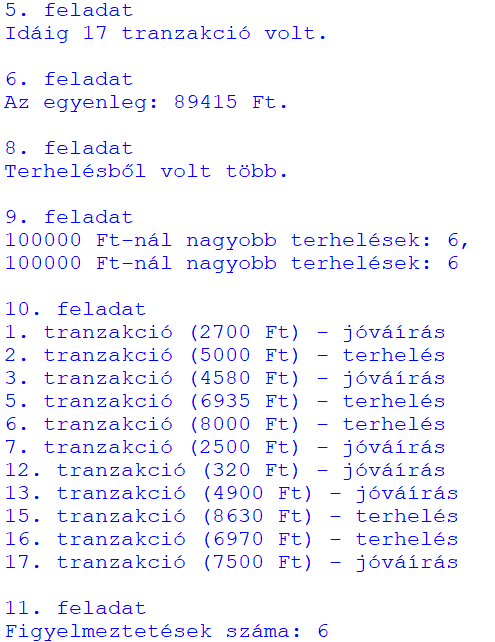 5. feladat
Idáig 17 tranzakció volt.
6. feladat
Az egyenleg: 89415 Ft.
8. feladat
Terhelésből volt több.
9. feladat
100000 Ft-nál nagyobb terhelések: 6,
100000 Ft-nál nagyobb terhelések: 6
10. feladat
1. tranzakció (2700 Ft) - jóváírás
2. tranzakció (5000 Ft) - terhelés
3. tranzakció (4580 Ft) - jóváírás
5. tranzakció (6935 Ft) - terhelés
6. tranzakció (8000 Ft) - terhelés
7. tranzakció (2500 Ft) - jóváírás
12. tranzakció (320 Ft) - jóváírás
13. tranzakció (4900 Ft) - jóváírás
15. tranzakció (8630 Ft) - terhelés
16. tranzakció (6970 Ft) - terhelés
17. tranzakció (7500 Ft) - jóváírás
11. feladat
Figyelmeztetések száma: 6